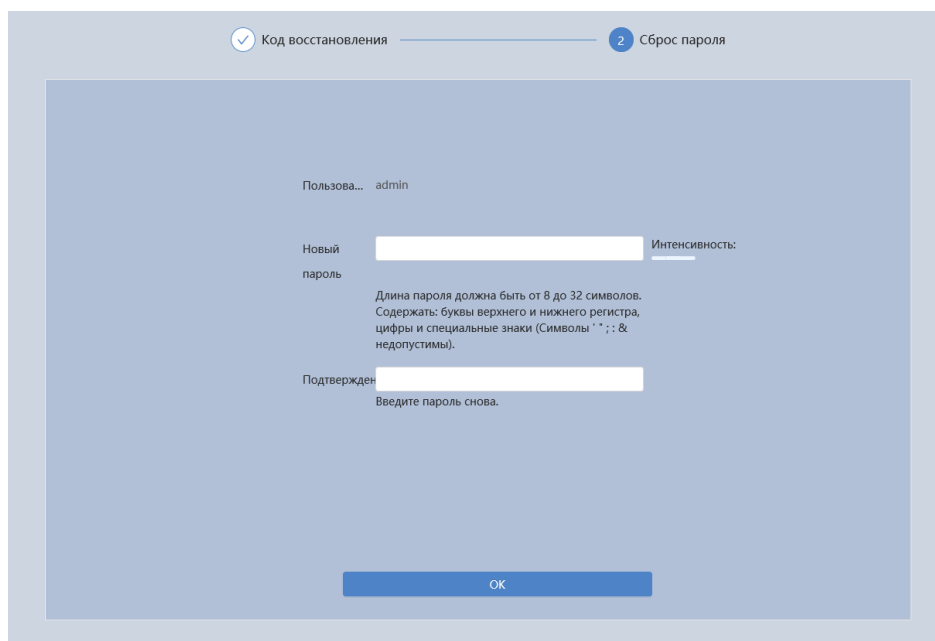 Код восстановления
2 Сброс пароля
Пользова... admin
Новый
пароль
Интенсивность:
Длина пароля должна быть от 8 до 32 символов.
Содержать: буквы верхнего и нижнего регистра,
цифры и специальные знаки (Символы ' " ; : &
недопустимы).
Подтвержден
Введите пароль снова.
OK